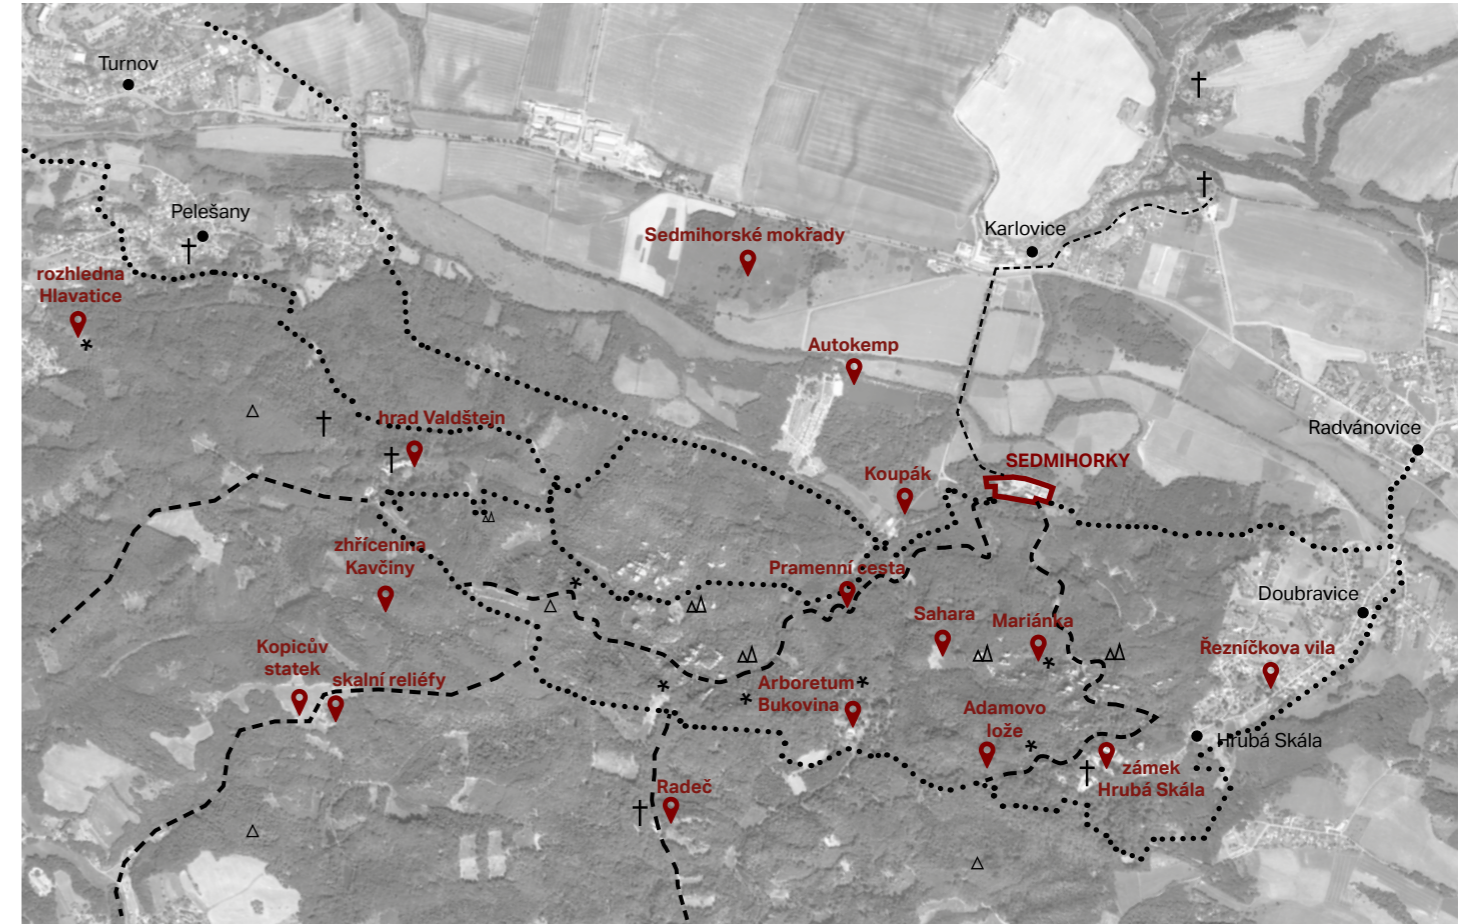 Turnov
Pelešany
rozhledna
Hlavatice
Sedmihorské mokřady
Karlovice
Autokemp
hrad Valdštejn
Radvánovice
Koupák
SEDMIHORKY
zhřícenina
Kavčiny
Pramenní cesta
Doubravice
Sahara
Mariánka
Kopicův
statek
skalní reliéfy
Řezníčkova vila
Arboretum
Bukovina
Adamovo
lože
Hrubá Skála
zámek
Hrubá Skála
Radeč